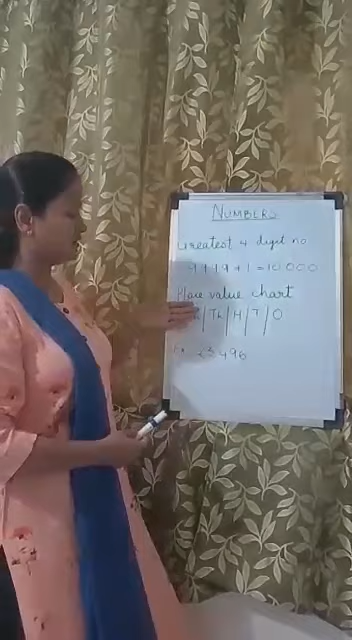 NUMBERS
Greatest 4 digit no
9999+1=10,000
Place value chart
Th | H | T | O
23496